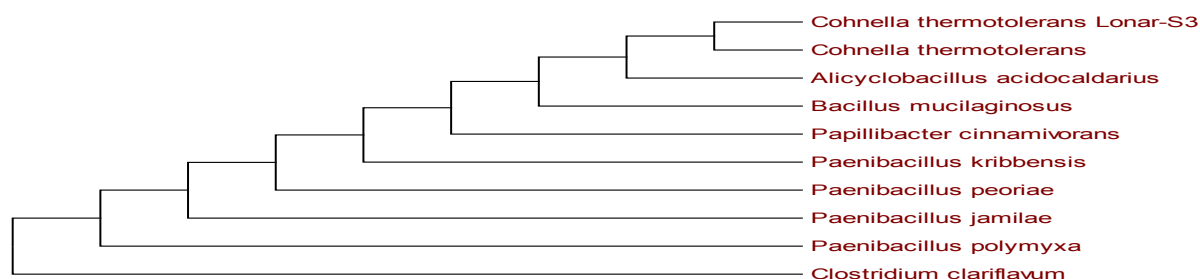 Cohnella thermotolerans Lonar-S3
Cohnella thermotolerans
Alicyclobacillus acidocaldarius
Bacillus mucilaginosus
Papillibacter cinnamivorans
Paenibacillus kribbensis
Paenibacillus peoriae
Paenibacillus jamilae
Paenibacillus polymyxa
Clostridium clariflavum